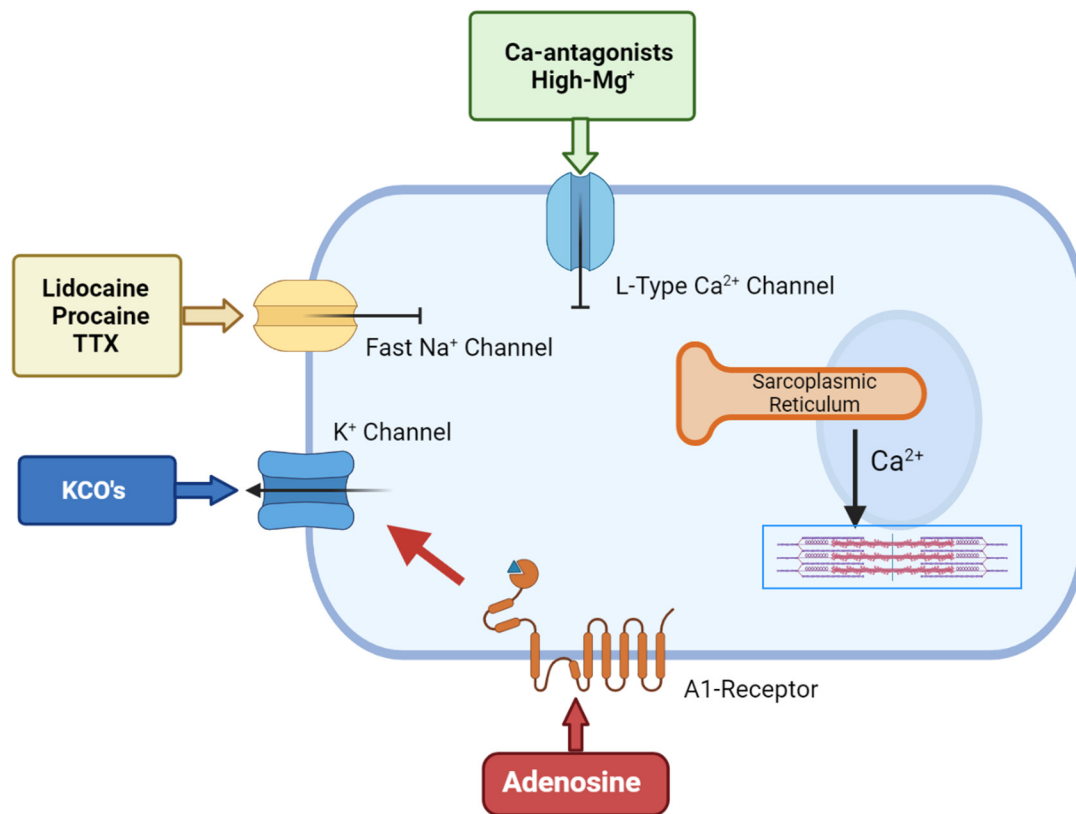 Ca-antagonists
High-Mg⁺
L-Type Ca²⁺ Channel
Lidocaine
Procaine
TTX
Fast Na⁺ Channel
Sarcoplasmic
Reticulum
K⁺ Channel
Ca²⁺
KCO's
A1-Receptor
Adenosine